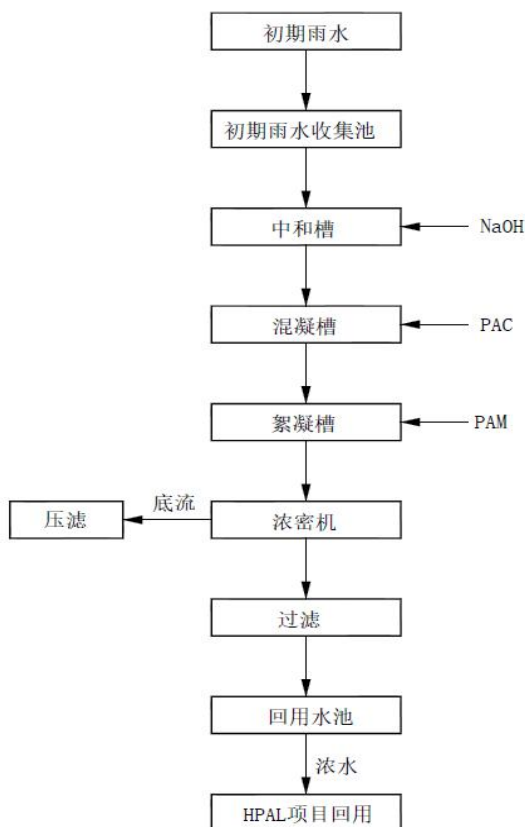 初期雨水
初期雨水收集池
中和槽
NaOH
混凝槽
PAC
絮凝槽
PAM
压滤
底流
浓密机
过滤
回用水池
浓水
HPAL项目回用